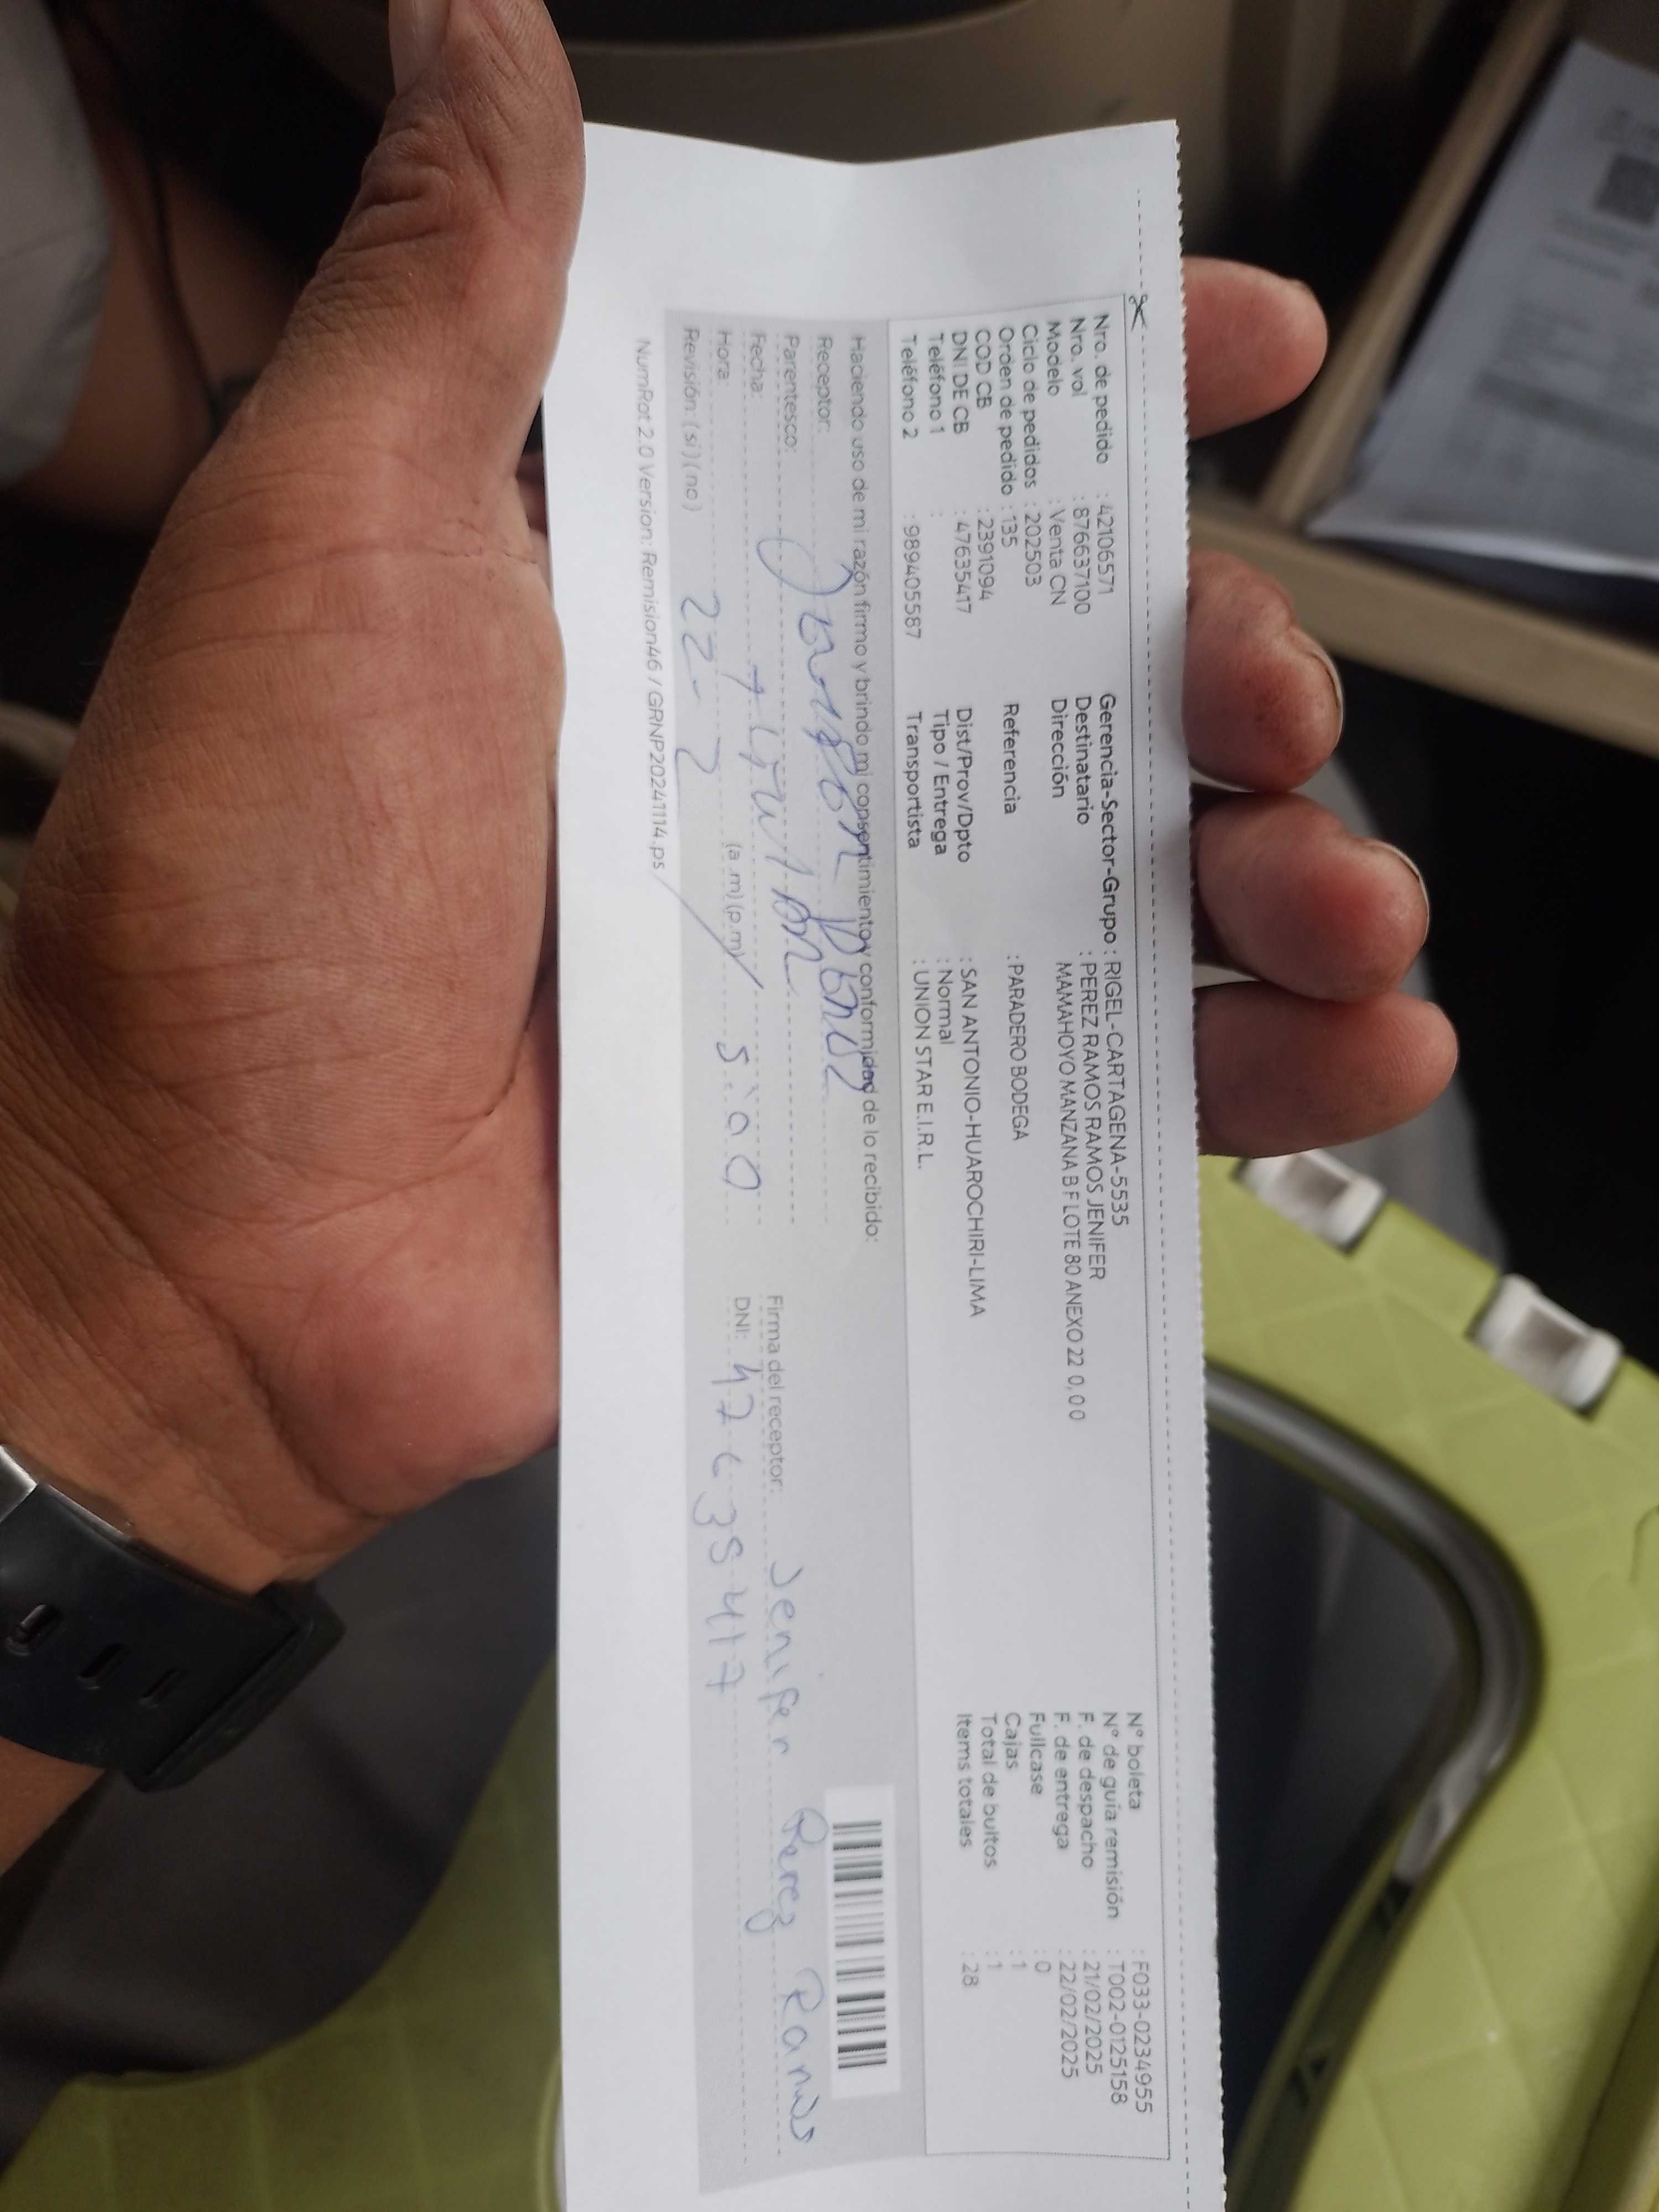 Nro. de pedido : 42106571
Nro. vol : 876637100
Modelo : Venta CN
Ciclo de pedidos : 202503
Orden de pedido : 135
COD CB : 2391094
DNI DE CB : 47635417
Teléfono 1 :
Teléfono 2 : 989405587
Gerencia-Sector-Grupo : RIGEL-CARTAGENA-5535
Destinatario : PEREZ RAMOS RAMOS JENIFER
Dirección MAMAHOYO MANZANA B F LOTE 80 ANEXO 22 0,00
Referencia : PARADERO BODEGA
Dist/Prov/Dpto : SAN ANTONIO-HUAROCHIRI-LIMA
Tipo / Entrega : Normal
Transportista : UNION STAR E.I.R.L.
N° boleta : F033-0234955
N° de guía remisión : T002-0125158
F. de despacho : 21/02/2025
F. de entrega : 22/02/2025
Fullcase : 0
Cajas : 1
Total de bultos : 1
Items totales : 28
Haciendo uso de mi razón firmo y brindo mi consentimiento y conformidad de lo recibido:
Receptor:
Parentesco:
Fecha:
Hora: (a.m)(p.m) 5:00
Revisión: (si)(no) 22-2
Firma del receptor: Jenifer Perez Ramos
DNI: 47635417
NumRot 2.0 Version: Remision46 / GRNP20241114.ps